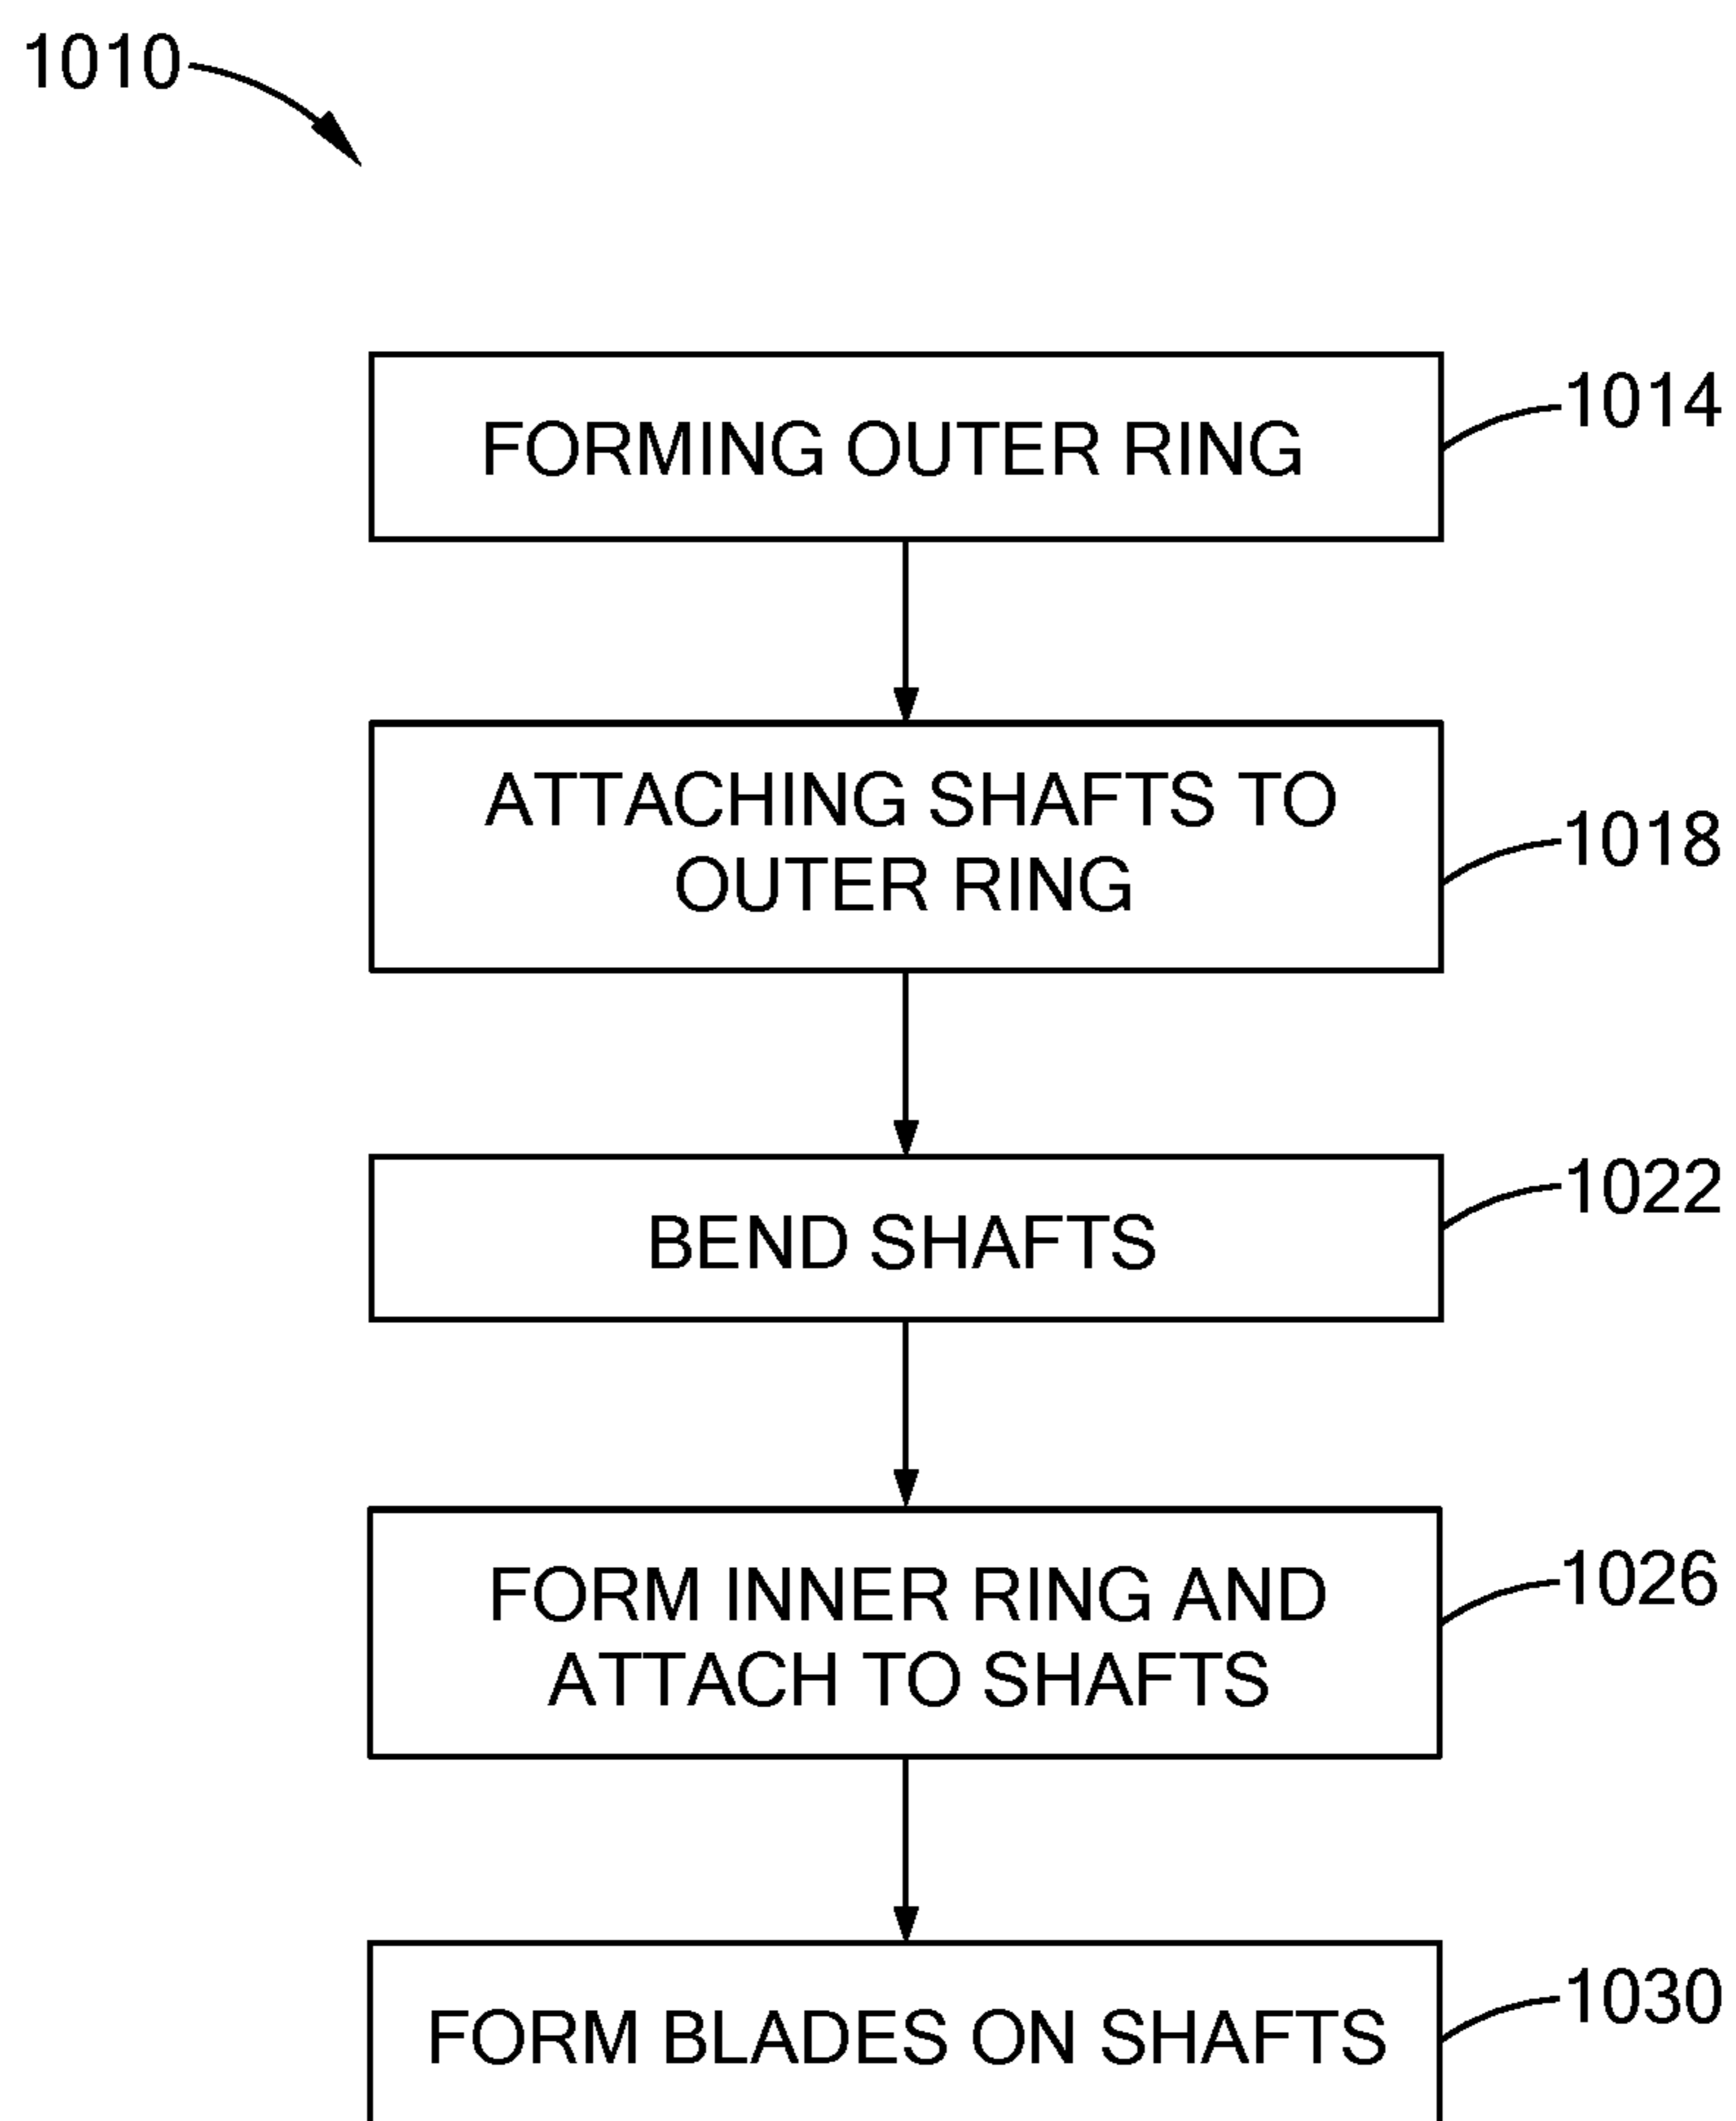 1010
FORMING OUTER RING
1014
ATTACHING SHAFTS TO
OUTER RING
1018
BEND SHAFTS
1022
FORM INNER RING AND
ATTACH TO SHAFTS
1026
FORM BLADES ON SHAFTS
1030